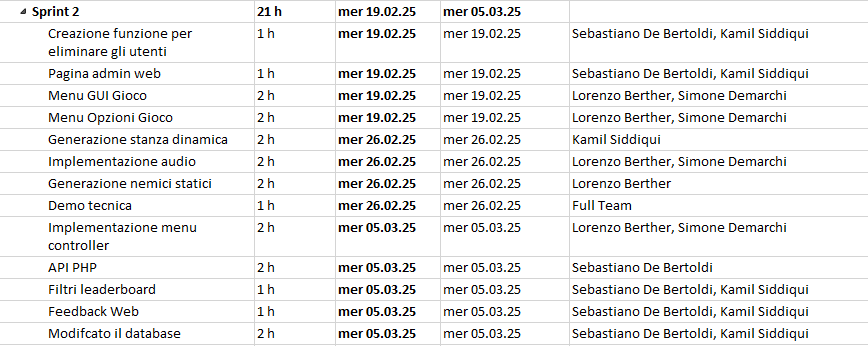 Sprint 2 21 h mer 19.02.25 mer 05.03.25
Creazione funzione per 1 h mer 19.02.25 mer 19.02.25 Sebastiano De Bertoldi, Kamil Siddiqui
eliminare gli utenti
Pagina admin web 1 h mer 19.02.25 mer 19.02.25 Sebastiano De Bertoldi, Kamil Siddiqui
Menu GUI Gioco 2 h mer 19.02.25 mer 19.02.25 Lorenzo Berther, Simone Demarchi
Menu Opzioni Gioco 2 h mer 19.02.25 mer 19.02.25 Lorenzo Berther, Simone Demarchi
Generazione stanza dinamica 2 h mer 26.02.25 mer 26.02.25 Kamil Siddiqui
Implementazione audio 2 h mer 26.02.25 mer 26.02.25 Lorenzo Berther, Simone Demarchi
Generazione nemici statici 2 h mer 26.02.25 mer 26.02.25 Lorenzo Berther
Demo tecnica 1 h mer 26.02.25 mer 26.02.25 Full Team
Implementazione menu 2 h mer 05.03.25 mer 05.03.25 Lorenzo Berther, Simone Demarchi
controller
API PHP 2 h mer 05.03.25 mer 05.03.25 Sebastiano De Bertoldi
Filtri leaderboard 1 h mer 05.03.25 mer 05.03.25 Sebastiano De Bertoldi, Kamil Siddiqui
Feedback Web 1 h mer 05.03.25 mer 05.03.25 Sebastiano De Bertoldi, Kamil Siddiqui
Modifcato il database 2 h mer 05.03.25 mer 05.03.25 Sebastiano De Bertoldi, Kamil Siddiqui